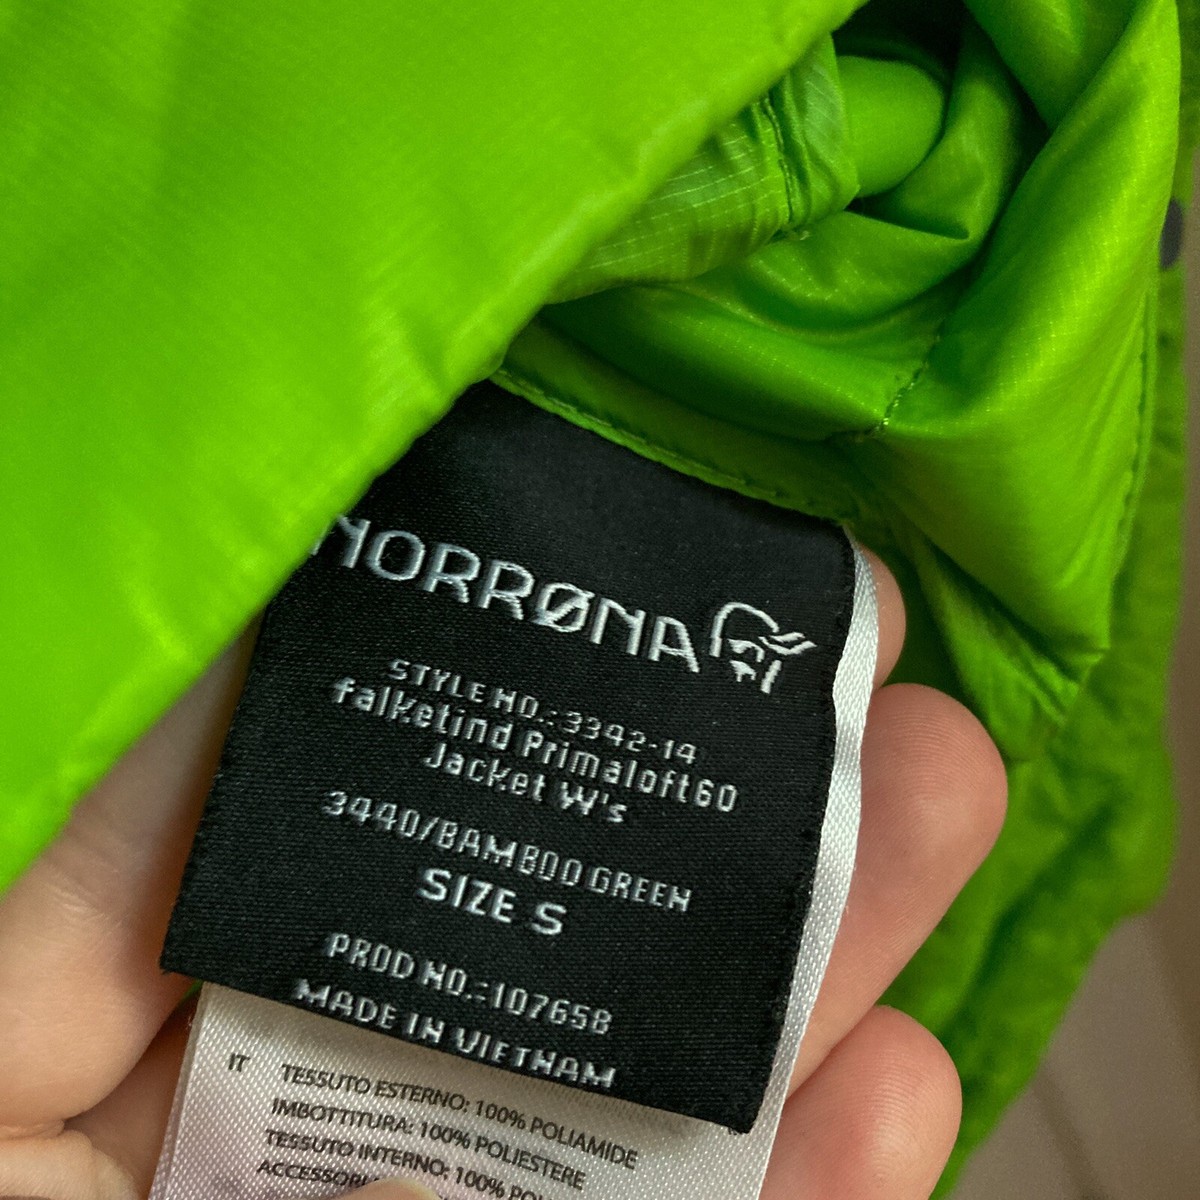 NORRØNA
STYLE NO.: 3342-14
falketind Primaloft60
Jacket W's
3440/BAMBOO GREEN
SIZE S
PROD NO.:107658
MADE IN VIETNAM
IT TESSUTO ESTERNO: 100% POLIAMIDE
IMBOTTITURA: 100% POLIESTERE
TESSUTO INTERNO: 100%